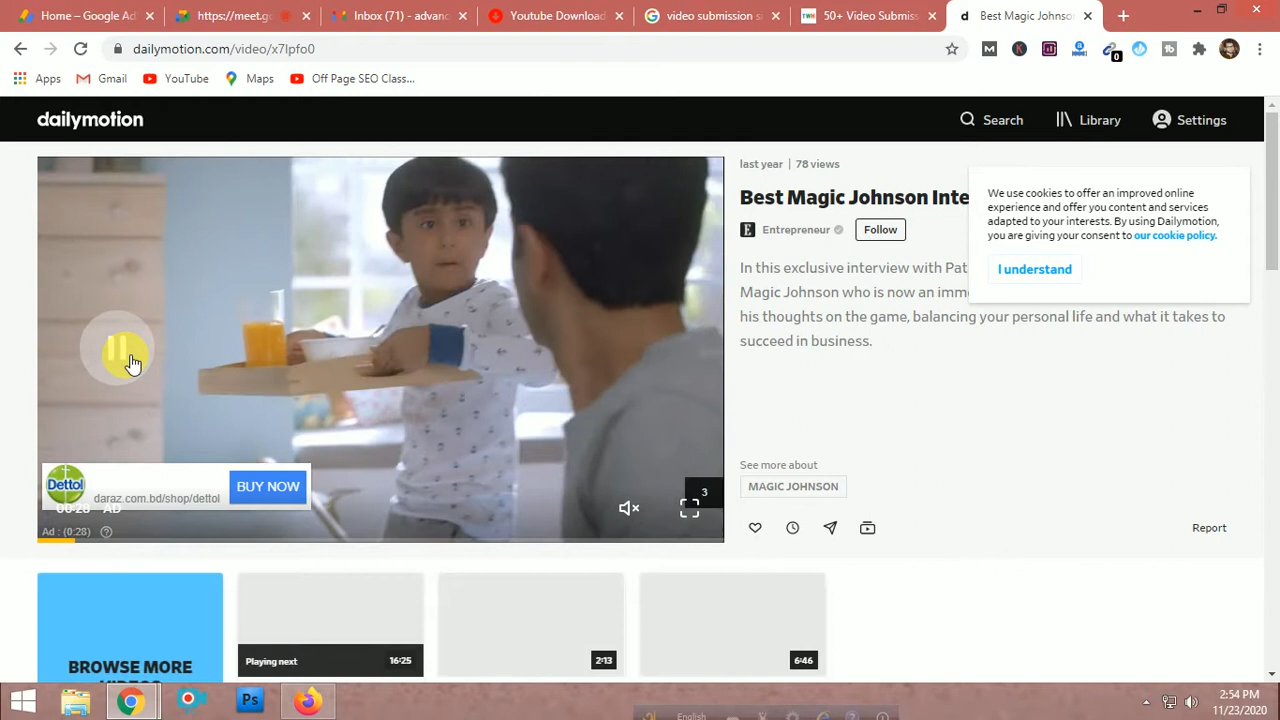 Home – Google Ad
https://meet.g
Inbox (71) - advanc
Youtube Download
video submission s
50+ Video Submiss
Best Magic Johnson
dailymotion.com/video/x7lpfo0
0
Apps
Gmail
YouTube
Maps
Off Page SEO Class...
dailymotion
Search
Library
Settings
last year | 78 views
Best Magic Johnson Inte
Entrepreneur
Follow
In this exclusive interview with Pat
Magic Johnson who is now an imm
his thoughts on the game, balancing your personal life and what it takes to
succeed in business.
We use cookies to offer an improved online
experience and offer you content and services
adapted to your interests. By using Dailymotion,
you are giving your consent to our cookie policy.
I understand
Dettol
daraz.com.bd/shop/dettol
BUY NOW
00:28 AD
3
Ad : (0:28)
See more about
MAGIC JOHNSON
Report
BROWSE MORE
Playing next
16:25
2:13
6:46
Ps
English
2:54 PM
11/23/2020